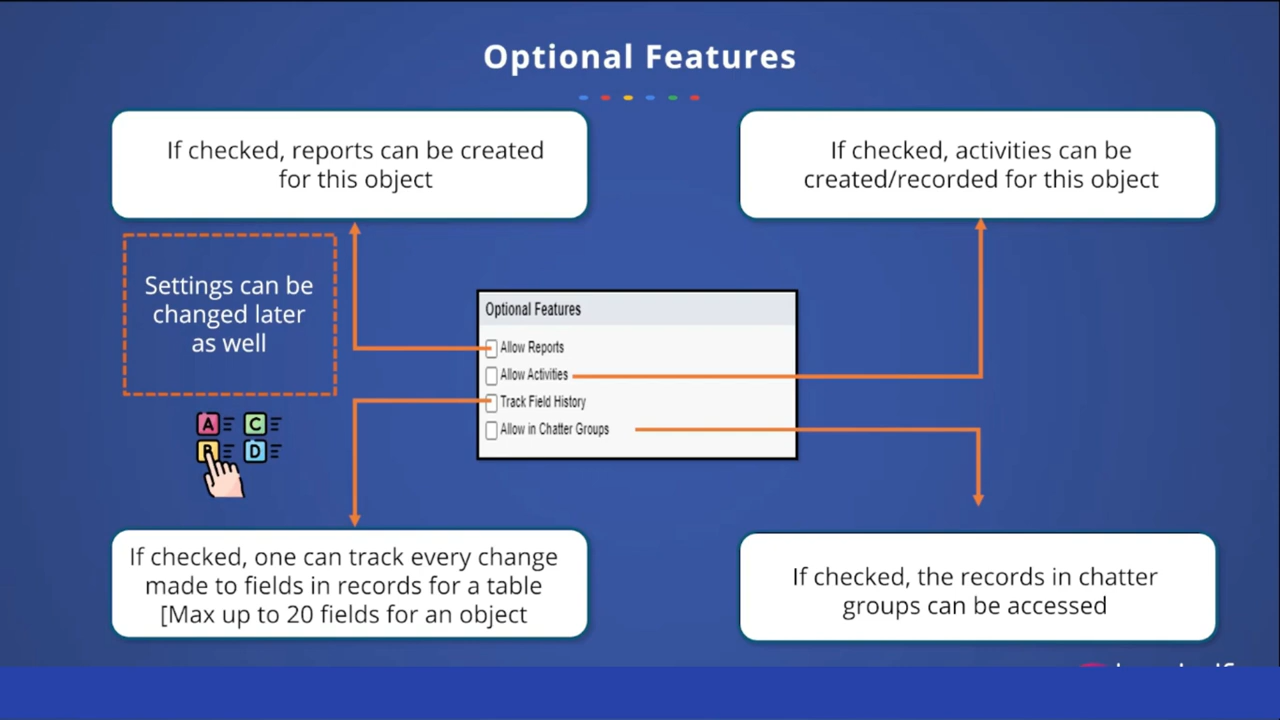 Optional Features
If checked, reports can be created
for this object
If checked, activities can be
created/recorded for this object
Settings can be
changed later
as well
Optional Features
Allow Reports
Allow Activities
Track Field History
Allow in Chatter Groups
A C
B D
If checked, one can track every change
made to fields in records for a table
[Max up to 20 fields for an object
If checked, the records in chatter
groups can be accessed